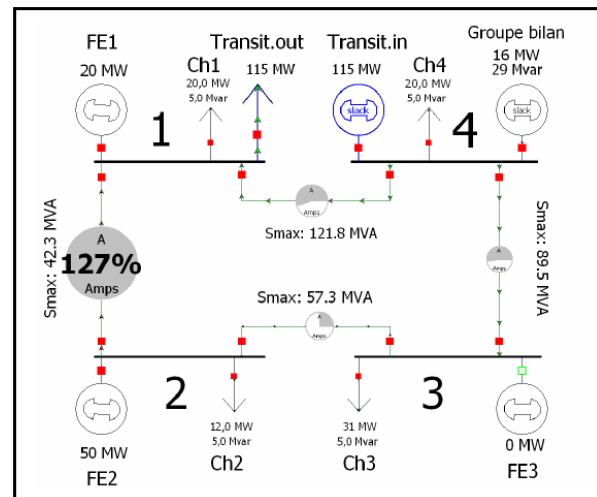 FE1
20 MW
Transit.out
115 MW
Transit.in
115 MW
Groupe bilan
16 MW
29 Mvar
Ch1
20,0 MW
5,0 Mvar
Ch4
20,0 MW
5,0 Mvar
slack
slack
1
4
A
Amps
Smax: 121.8 MVA
Smax: 42.3 MVA
A
127%
Amps
A
Amps
Smax: 89.5 MVA
Smax: 57.3 MVA
A
Amps
2
3
50 MW
FE2
12,0 MW
5,0 Mvar
Ch2
31 MW
5,0 Mvar
Ch3
0 MW
FE3